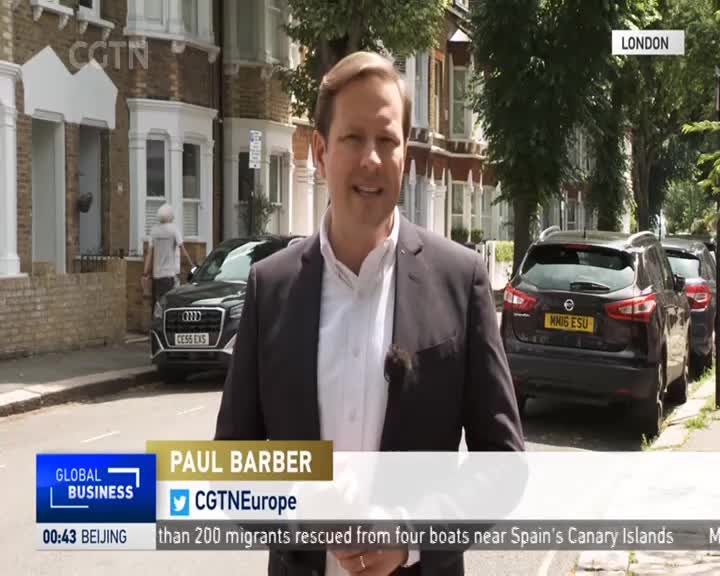 CGTN
LONDON
CE55 EXS
MM16 ESU
PAUL BARBER
CGTNEurope
GLOBAL
BUSINESS
00:43 BEIJING
than 200 migrants rescued from four boats near Spain's Canary Islands M